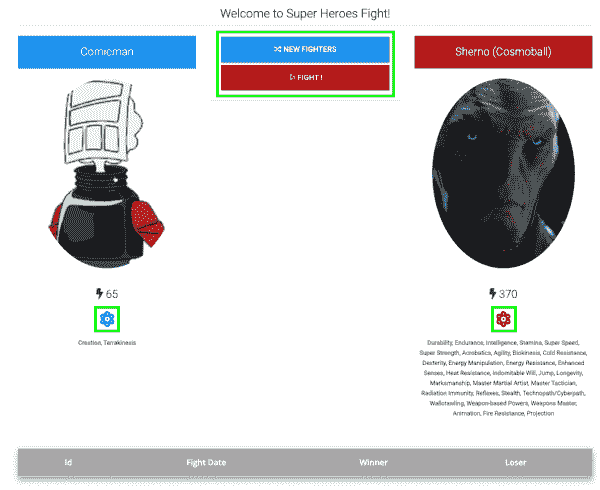 Welcome to Super Heroes Fight!
Comicman
NEW FIGHTERS
FIGHT !
Sherno (Cosmoball)
65
370
Creation, Terrakinesis
Durability, Endurance, Intelligence, Stamina, Super Speed,
Super Strength, Acrobatics, Agility, Biokinesis, Cold Resistance,
Dexterity, Energy Manipulation, Energy Resistance, Enhanced
Senses, Heat Resistance, Indomitable Will, Jump, Longevity,
Marksmanship, Master Martial Artist, Master Tactician,
Radiation Immunity, Reflexes, Stealth, Technopath/Cyberpath,
Wallcrawling, Weapon-based Powers, Weapons Master,
Animation, Fire Resistance, Projection
Id Fight Date Winner Loser